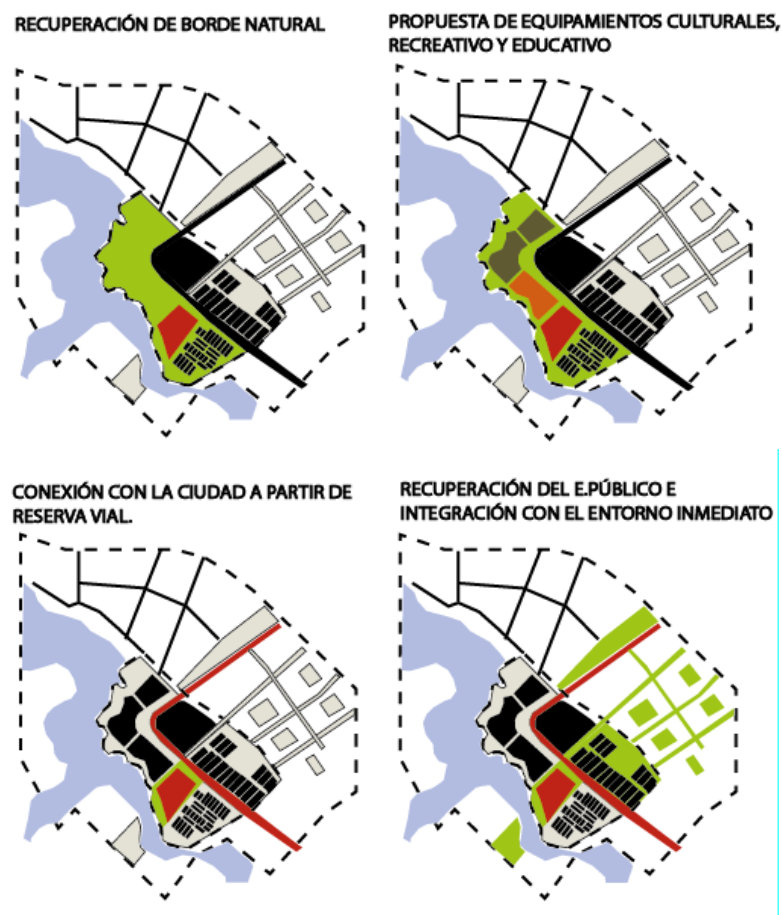 RECUPERACIÓN DE BORDE NATURAL
PROPUESTA DE EQUIPAMIENTOS CULTURALES,
RECREATIVO Y EDUCATIVO
CONEXIÓN CON LA CIUDAD A PARTIR DE
RESERVA VIAL.
RECUPERACIÓN DEL E.PÚBLICO E
INTEGRACIÓN CON EL ENTORNO INMEDIATO